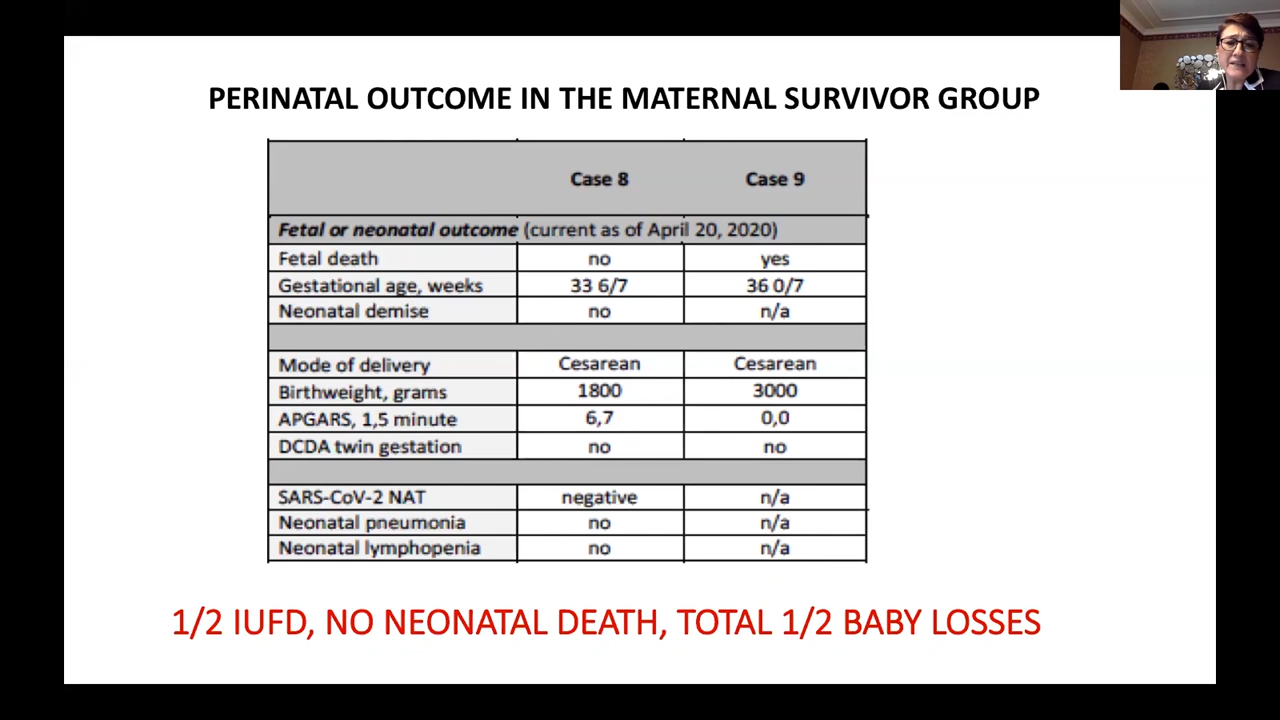 PERINATAL OUTCOME IN THE MATERNAL SURVIVOR GROUP
Case 8 Case 9
Fetal or neonatal outcome (current as of April 20, 2020)
Fetal death no yes
Gestational age, weeks 33 6/7 36 0/7
Neonatal demise no n/a
Mode of delivery Cesarean Cesarean
Birthweight, grams 1800 3000
APGARS, 1,5 minute 6,7 0,0
DCDA twin gestation no no
SARS-CoV-2 NAT negative n/a
Neonatal pneumonia no n/a
Neonatal lymphopenia no n/a
1/2 IUFD, NO NEONATAL DEATH, TOTAL 1/2 BABY LOSSES